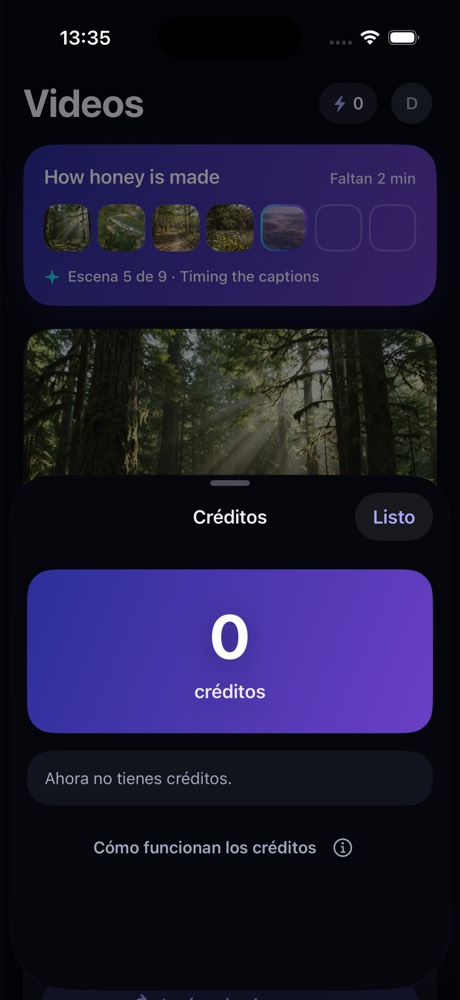 13:35
Videos
0
D
How honey is made
Faltan 2 min
Escena 5 de 9 · Timing the captions
Créditos
Listo
0
créditos
Ahora no tienes créditos.
Cómo funcionan los créditos